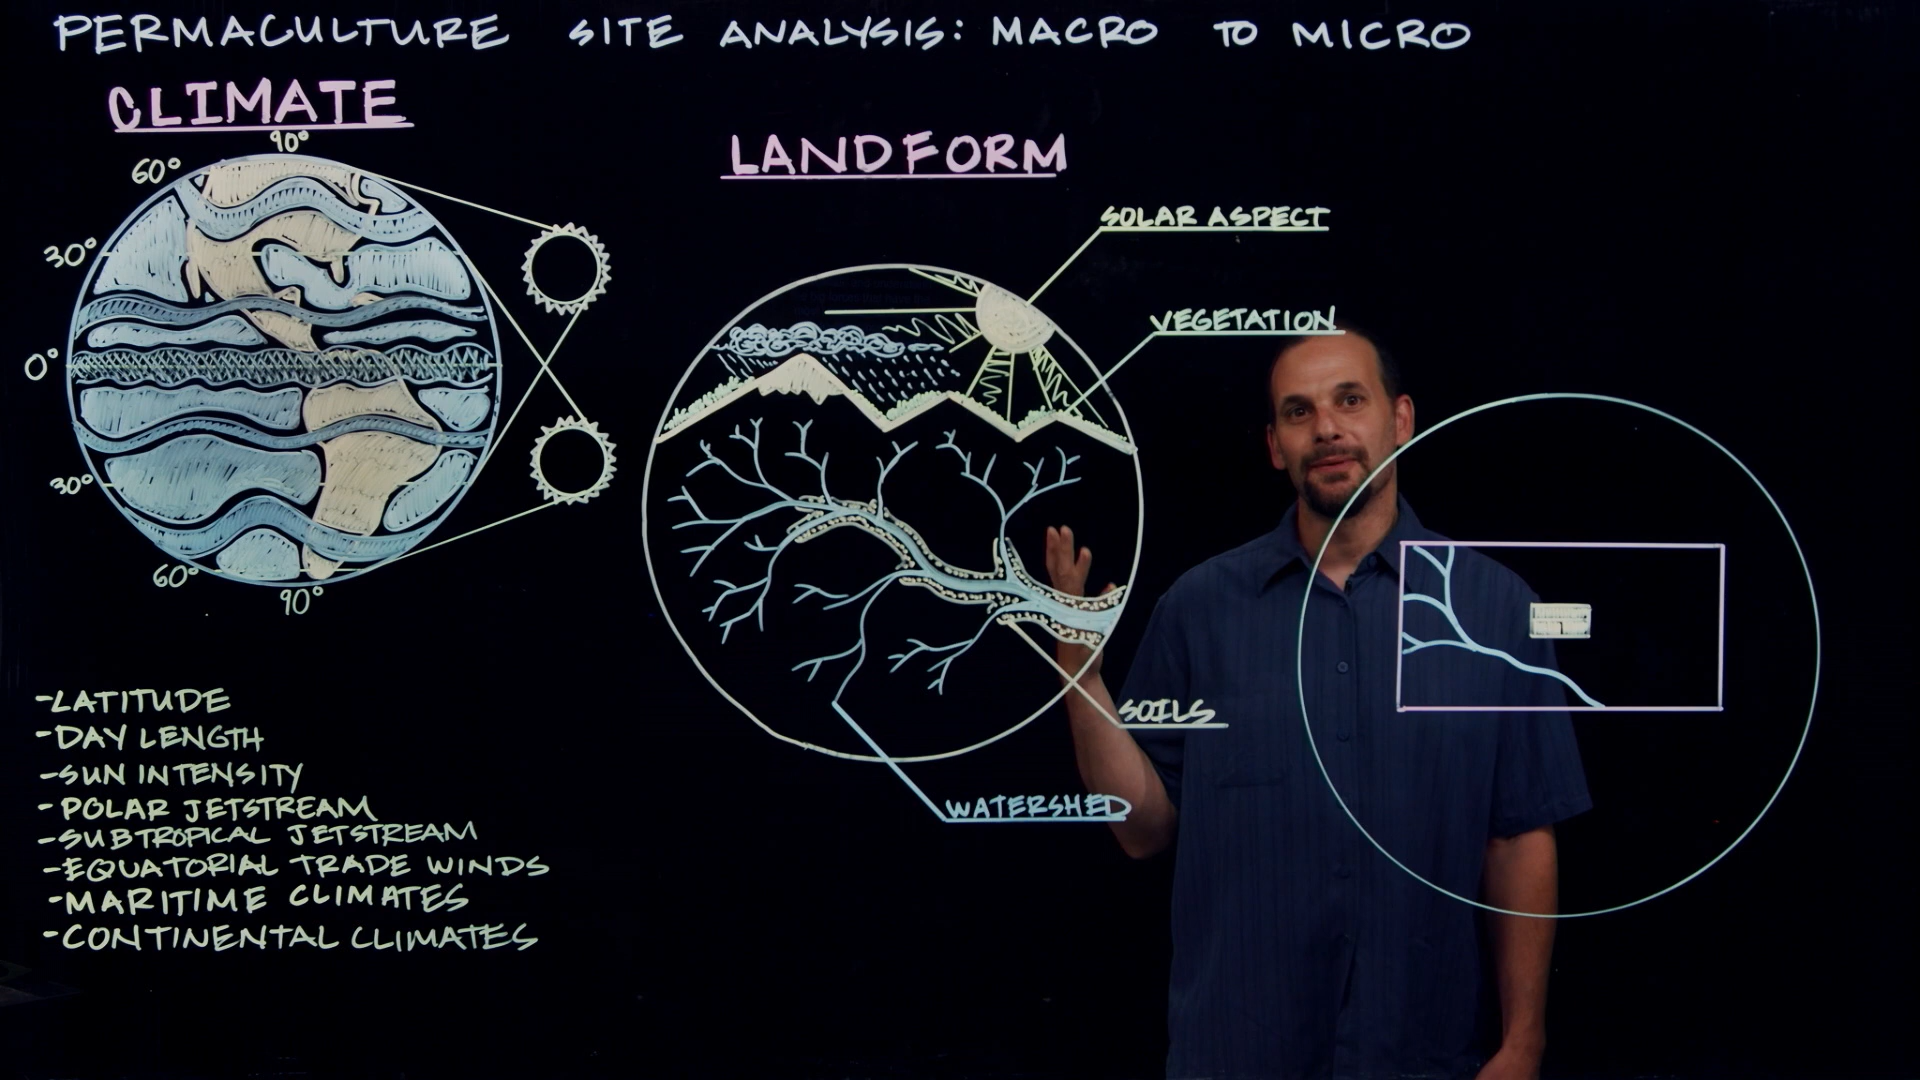 PERMACULTURE SITE ANALYSIS: MACRO TO MICRO
CLIMATE
90°
60°
30°
0°
30°
60°
90°
-LATITUDE
-DAY LENGTH
-SUN INTENSITY
-POLAR JETSTREAM
-SUBTROPICAL JETSTREAM
-EQUATORIAL TRADE WINDS
-MARITIME CLIMATES
-CONTINENTAL CLIMATES
LANDFORM
SOLAR ASPECT
VEGETATION
SOILS
WATERSHED